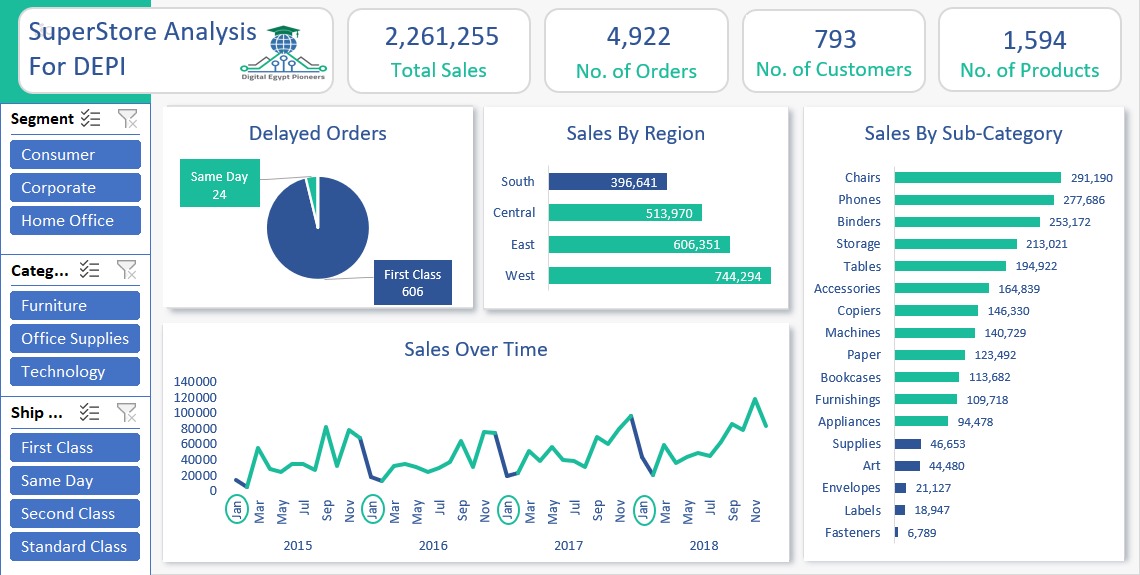 SuperStore Analysis
For DEPI
Digital Egypt Pioneers
2,261,255
Total Sales
4,922
No. of Orders
793
No. of Customers
1,594
No. of Products
Segment
Consumer
Corporate
Home Office
Categ...
Furniture
Office Supplies
Technology
Ship ...
First Class
Same Day
Second Class
Standard Class
Delayed Orders
Same Day
24
First Class
606
Sales By Region
South 396,641
Central 513,970
East 606,351
West 744,294
Sales Over Time
140000
120000
100000
80000
60000
40000
20000
0
Jan Mar May Jul Sep Nov Jan Mar May Jul Sep Nov Jan Mar May Jul Sep Nov Jan Mar May Jul Sep Nov
2015 2016 2017 2018
Sales By Sub-Category
Chairs 291,190
Phones 277,686
Binders 253,172
Storage 213,021
Tables 194,922
Accessories 164,839
Copiers 146,330
Machines 140,729
Paper 123,492
Bookcases 113,682
Furnishings 109,718
Appliances 94,478
Supplies 46,653
Art 44,480
Envelopes 21,127
Labels 18,947
Fasteners 6,789